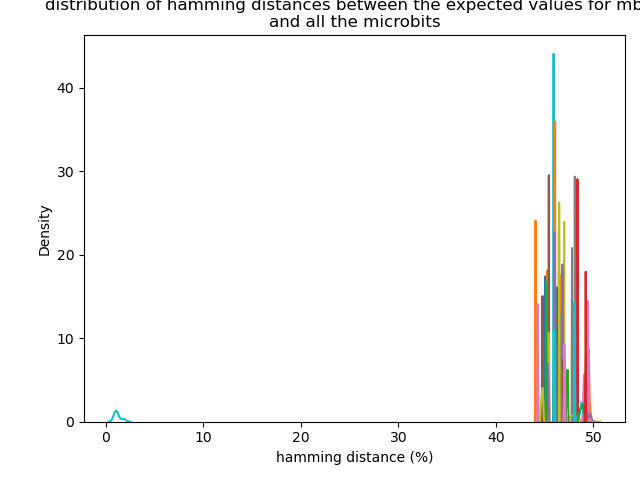 distribution of hamming distances between the expected values for mb
and all the microbits
40
30
20
10
0
Density
0 10 20 30 40 50
hamming distance (%)